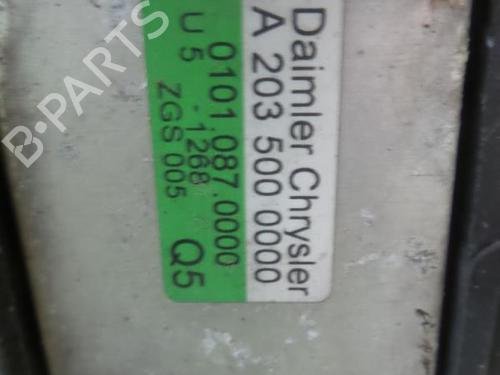 Daimler Chrysler
A 203 500 0000
0101.087.0000
U 5 -1268- Q5
ZGS 005
B-PARTS